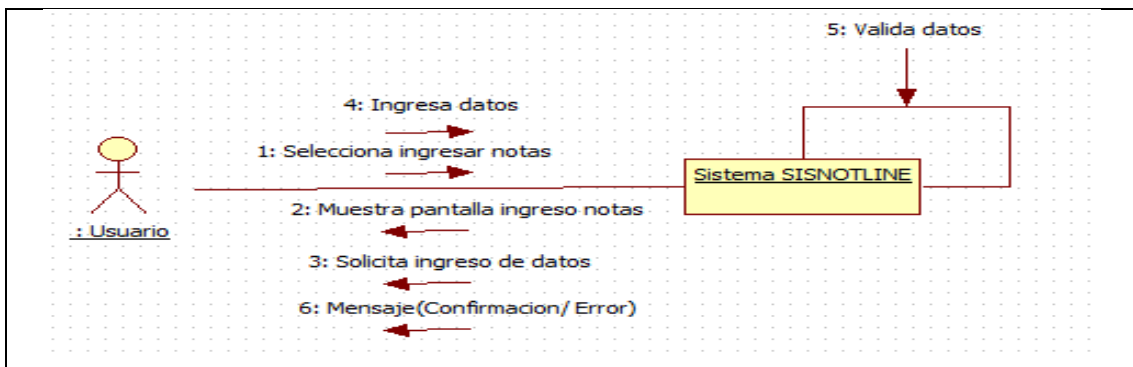 5: Valida datos
4: Ingresa datos
1: Selecciona ingresar notas
Sistema SISNOTLINE
2: Muestra pantalla ingreso notas
: Usuario
3: Solicita ingreso de datos
6: Mensaje(Confirmacion/ Error)